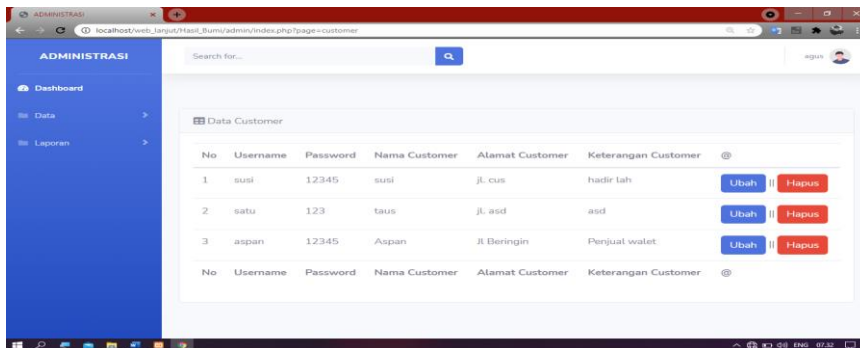 ADMINISTRASI
localhost/web_lanjut/Hasil_Bumi/admin/index.php?page=customer
ADMINISTRASI
Search for...
agus
Dashboard
Data
Laporan
Data Customer
No Username Password Nama Customer Alamat Customer Keterangan Customer @
1 susi 12345 susi jl. cus hadir lah Ubah || Hapus
2 satu 123 taus jl. asd asd Ubah || Hapus
3 aspan 12345 Aspan Jl Beringin Penjual walet Ubah || Hapus
No Username Password Nama Customer Alamat Customer Keterangan Customer @
ENG 07.32